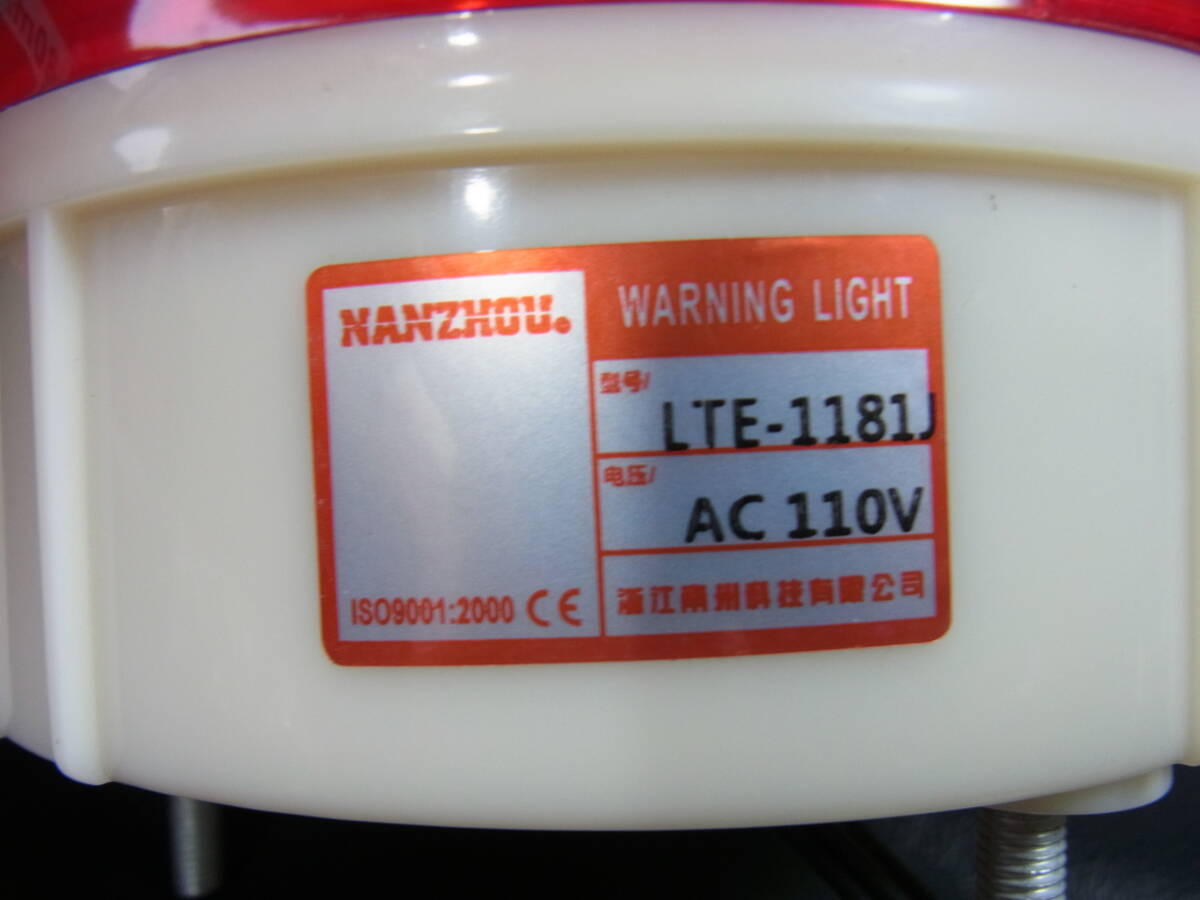 NANZHOU.
WARNING LIGHT
型号/
LTE-1181J
电压/
AC 110V
ISO9001:2000 CE
浙江南州科技有限公司